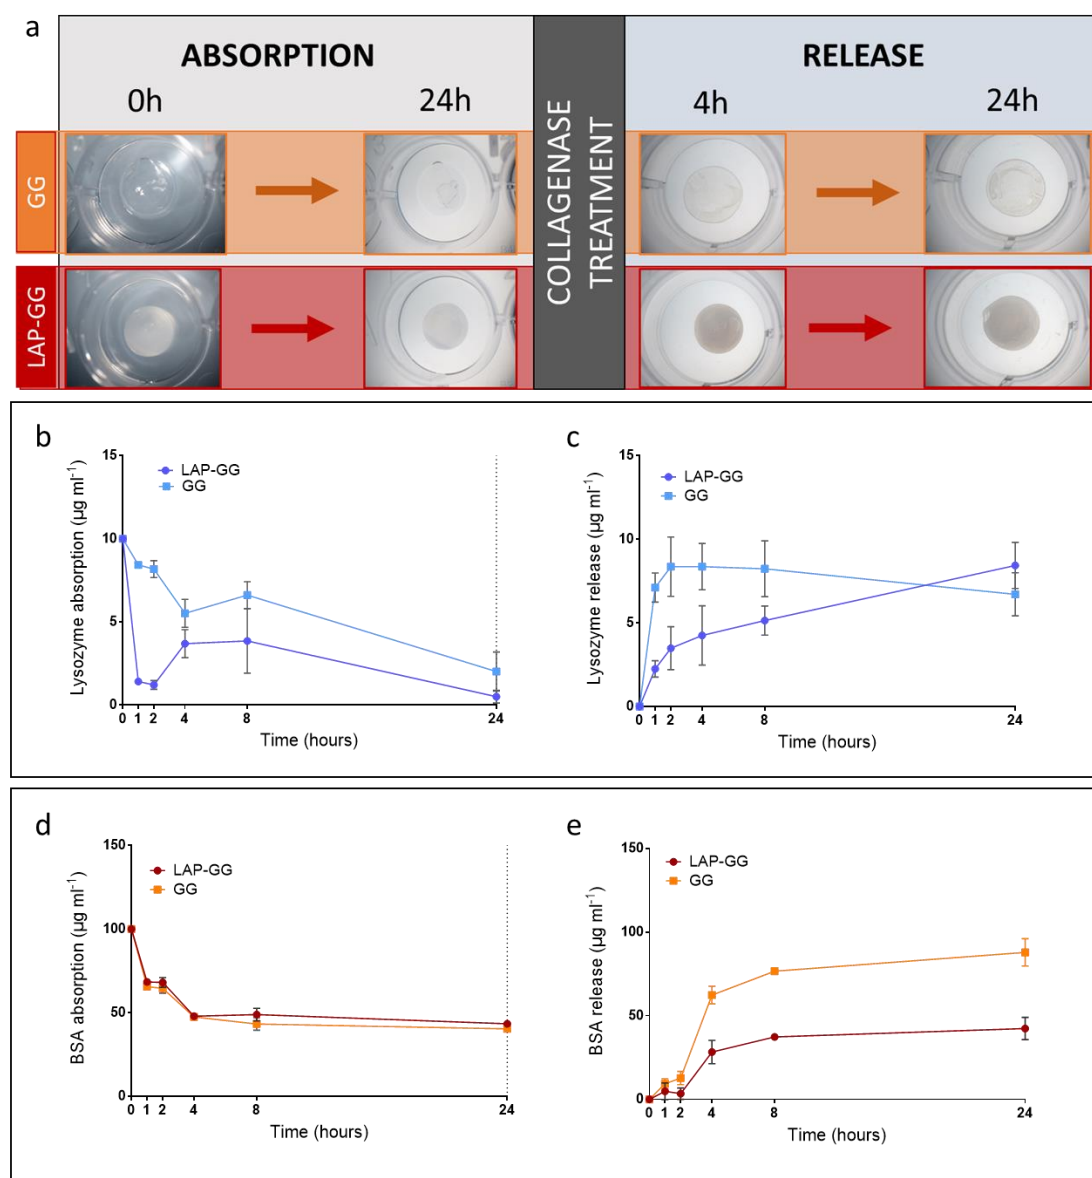 a
ABSORPTION
RELEASE
0h
24h
4h
24h
COLLAGENASE
TREATMENT
GG
LAP-GG
b
Lysozyme absorption (µg ml⁻¹)
15
10
5
0
LAP-GG
GG
0 1 2 4 8 24
Time (hours)
c
Lysozyme release (µg ml⁻¹)
15
10
5
0
LAP-GG
GG
0 1 2 4 8 24
Time (hours)
d
BSA absorption (µg ml⁻¹)
150
100
50
0
LAP-GG
GG
0 1 2 4 8 24
Time (hours)
e
BSA release (µg ml⁻¹)
150
100
50
0
LAP-GG
GG
0 1 2 4 8 24
Time (hours)